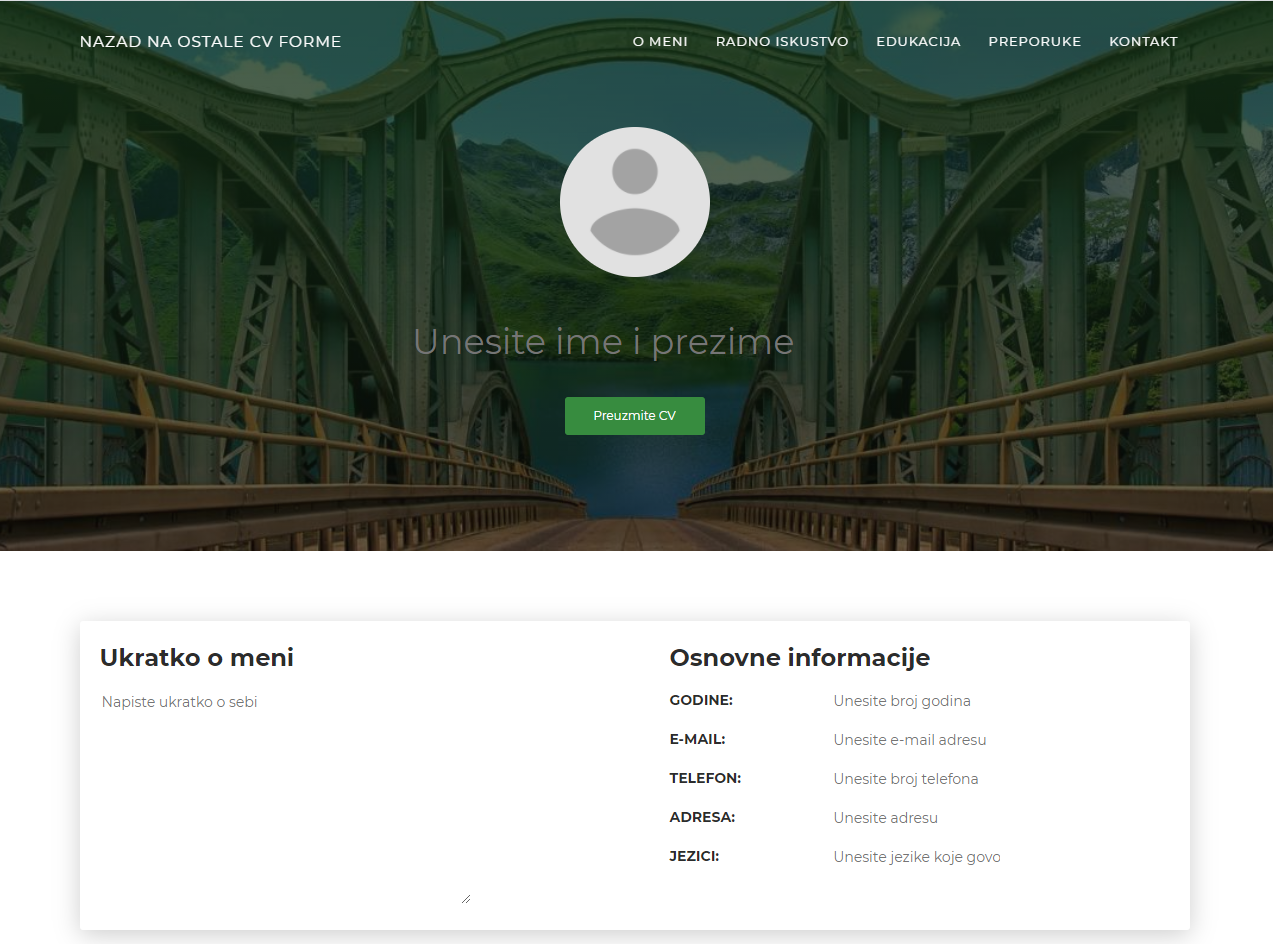 NAZAD NA OSTALE CV FORME
O MENI RADNO ISKUSTVO EDUKACIJA PREPORUKE KONTAKT
Unesite ime i prezime
Preuzmite CV
Ukratko o meni
Napiste ukratko o sebi
Osnovne informacije
GODINE: Unesite broj godina
E-MAIL: Unesite e-mail adresu
TELEFON: Unesite broj telefona
ADRESA: Unesite adresu
JEZICI: Unesite jezike koje govo